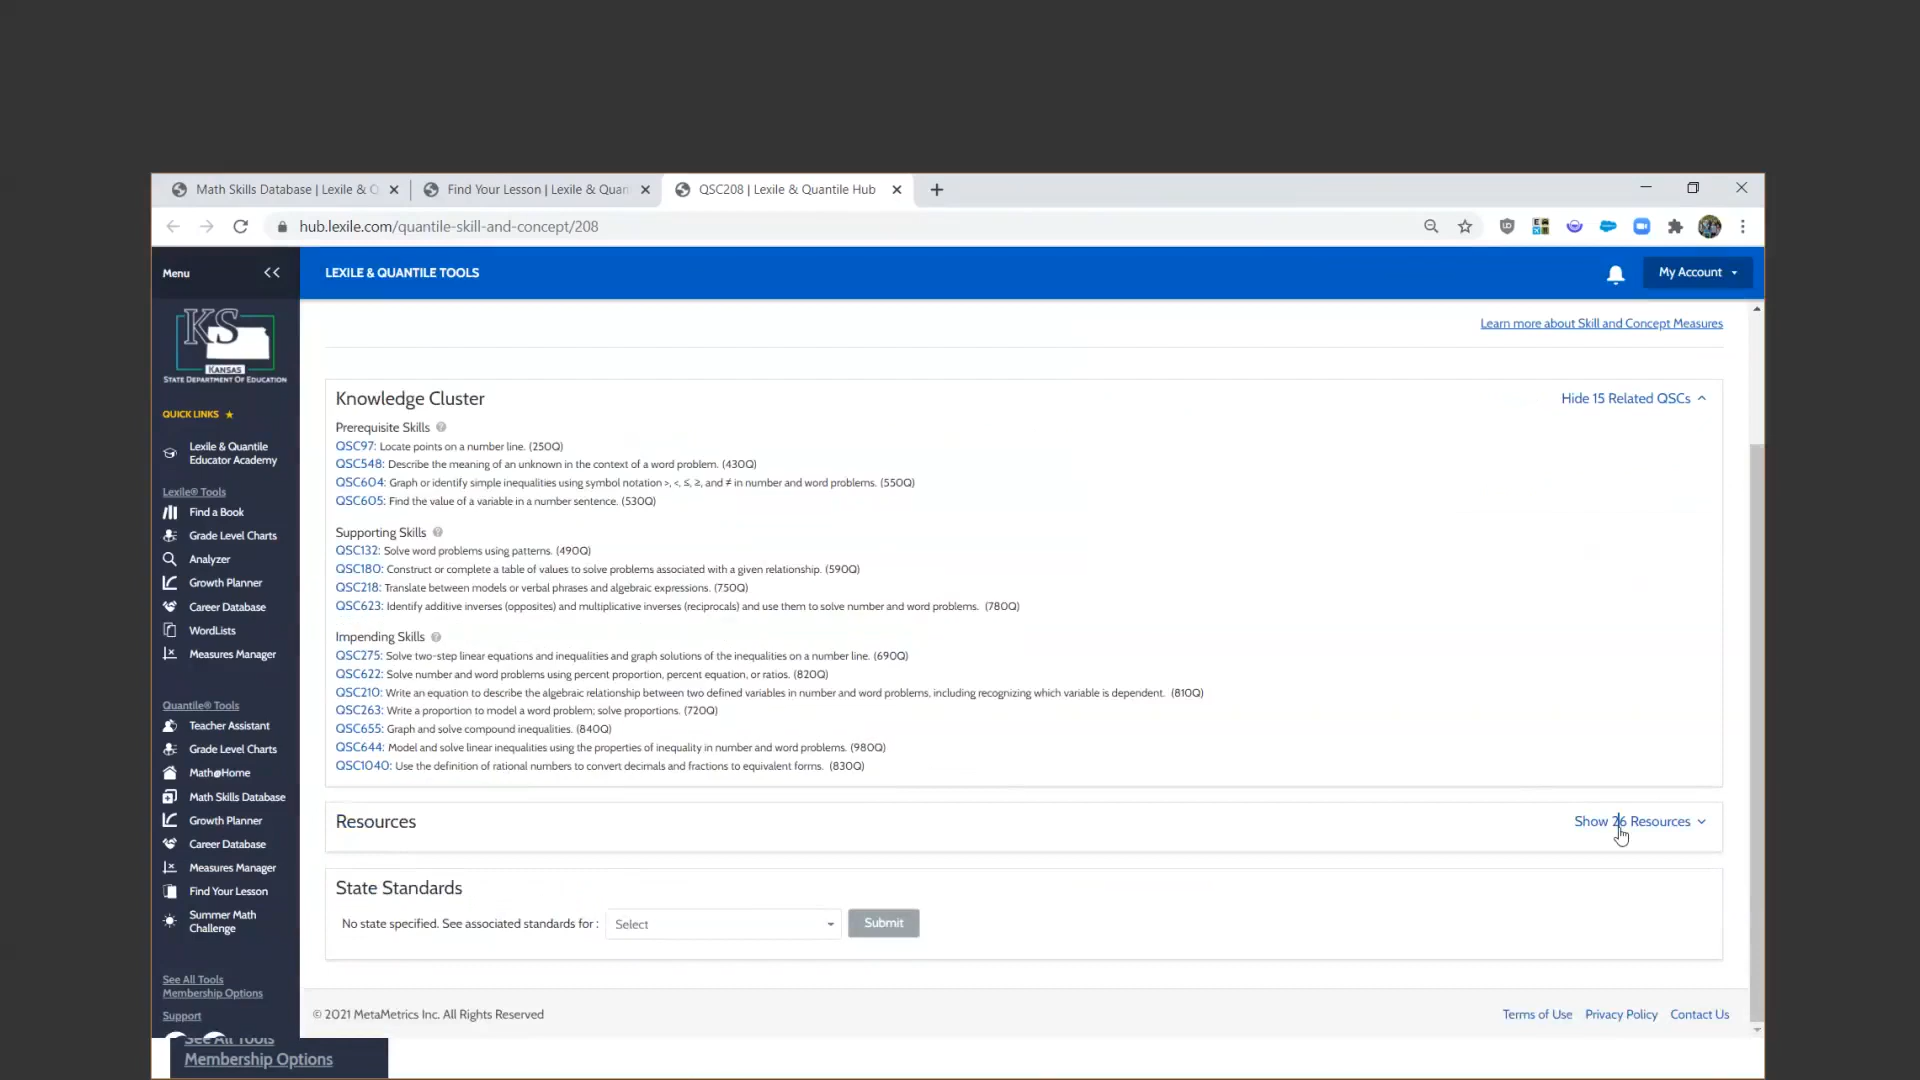 Math Skills Database | Lexile & Q
Find Your Lesson | Lexile & Quan
QSC208 | Lexile & Quantile Hub
hub.lexile.com/quantile-skill-and-concept/208
Menu
LEXILE & QUANTILE TOOLS
My Account
KS
KANSAS
STATE DEPARTMENT OF EDUCATION
QUICK LINKS
Lexile & Quantile
Educator Academy
Lexile® Tools
Find a Book
Grade Level Charts
Analyzer
Growth Planner
Career Database
WordLists
Measures Manager
Quantile® Tools
Teacher Assistant
Grade Level Charts
Math@Home
Math Skills Database
Growth Planner
Career Database
Measures Manager
Find Your Lesson
Summer Math
Challenge
See All Tools
Membership Options
Support
See All Tools
Membership Options
Learn more about Skill and Concept Measures
Knowledge Cluster
Hide 15 Related QSCs
Prerequisite Skills
QSC97: Locate points on a number line. (250Q)
QSC548: Describe the meaning of an unknown in the context of a word problem. (430Q)
QSC604: Graph or identify simple inequalities using symbol notation >, <, ≤, ≥, and ≠ in number and word problems. (550Q)
QSC605: Find the value of a variable in a number sentence. (530Q)
Supporting Skills
QSC132: Solve word problems using patterns. (490Q)
QSC180: Construct or complete a table of values to solve problems associated with a given relationship. (590Q)
QSC218: Translate between models or verbal phrases and algebraic expressions. (750Q)
QSC623: Identify additive inverses (opposites) and multiplicative inverses (reciprocals) and use them to solve number and word problems. (780Q)
Impending Skills
QSC275: Solve two-step linear equations and inequalities and graph solutions of the inequalities on a number line. (690Q)
QSC622: Solve number and word problems using percent proportion, percent equation, or ratios. (820Q)
QSC210: Write an equation to describe the algebraic relationship between two defined variables in number and word problems, including recognizing which variable is dependent. (810Q)
QSC263: Write a proportion to model a word problem; solve proportions. (720Q)
QSC655: Graph and solve compound inequalities. (840Q)
QSC644: Model and solve linear inequalities using the properties of inequality in number and word problems. (980Q)
QSC1040: Use the definition of rational numbers to convert decimals and fractions to equivalent forms. (830Q)
Resources
Show 26 Resources
State Standards
No state specified. See associated standards for :
Select
Submit
© 2021 MetaMetrics Inc. All Rights Reserved
Terms of Use
Privacy Policy
Contact Us